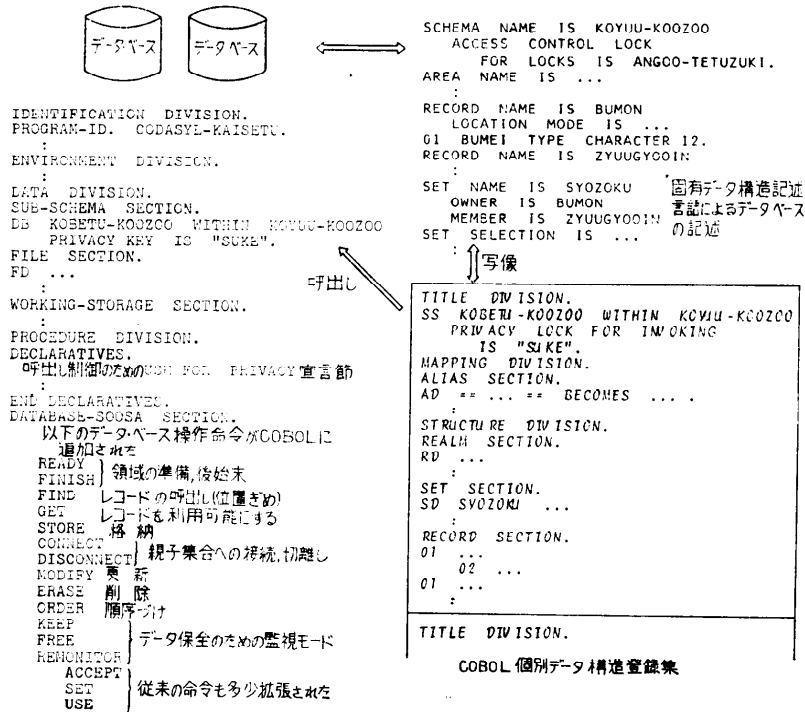 データ・ベース
データベース
SCHEMA NAME IS KOYUU-KOOZOO
ACCESS CONTROL LOCK
FOR LOCKS IS ANGOO-TETUZUKI.
AREA NAME IS ...
:
RECORD NAME IS BUMON
LOCATION MODE IS ...
01 BUMEI TYPE CHARACTER 12.
RECORD NAME IS ZYUUGYOOIN
:
SET NAME IS SYOZOKU
OWNER IS BUMON
MEMBER IS ZYUUGYOOIN
SET SELECTION IS ...
:
固有データ構造記述
言語によるデータベース
の記述
写像
呼出し
IDENTIFICATION DIVISION.
PROGRAM-ID. CODASYL-KAISETU.
:
ENVIRONMENT DIVISION.
:
DATA DIVISION.
SUB-SCHEMA SECTION.
DB KOBETU-KOOZOO WITHIN KOYUU-KOOZOO
PRIVACY KEY IS "SUKE".
FILE SECTION.
FD ...
:
WORKING-STORAGE SECTION.
:
PROCEDURE DIVISION.
DECLARATIVES.
呼出し制御のためのUSE FOR PRIVACY宣言節
:
END DECLARATIVES.
DATABASE-SOOSA SECTION.
以下のデータ・ベース操作命令がCOBOLに
追加された
READY
FINISH
領域の準備,後始末
FIND レコードの呼出し(位置ぎめ)
GET レコードを利用可能にする
STORE 格納
CONNECT
DISCONNECT
親子集合への接続,切離し
MODIFY 更新
ERASE 削除
ORDER 順序づけ
KEEP
FREE
REMONITOR
データ保全のための監視モード
ACCEPT
SET
USE
従来の命令も多少拡張された
TITLE DIVISION.
SS KOBETU-KOOZOO WITHIN KOYUU-KOOZOO
PRIVACY LOCK FOR INVOKING
IS "SUKE".
MAPPING DIVISION.
ALIAS SECTION.
AD == ... == BECOMES ... .
:
STRUCTURE DIVISION.
REALM SECTION.
RD ...
:
SET SECTION.
SD SYOZOKU ...
:
RECORD SECTION.
01 ...
02 ...
01 ...
:
TITLE DIVISION.
COBOL個別データ構造登録集